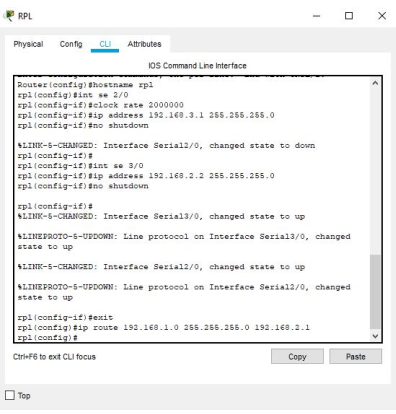 RPL
Physical Config CLI Attributes
IOS Command Line Interface
Router(config)#hostname rpl
rpl(config)#int se 2/0
rpl(config-if)#clock rate 2000000
rpl(config-if)#ip address 192.168.3.1 255.255.255.0
rpl(config-if)#no shutdown
%LINK-5-CHANGED: Interface Serial2/0, changed state to down
rpl(config-if)#
rpl(config-if)#int se 3/0
rpl(config-if)#ip address 192.168.2.2 255.255.255.0
rpl(config-if)#no shutdown
rpl(config-if)#
%LINK-5-CHANGED: Interface Serial3/0, changed state to up
%LINEPROTO-5-UPDOWN: Line protocol on Interface Serial3/0, changed
state to up
%LINK-5-CHANGED: Interface Serial2/0, changed state to up
%LINEPROTO-5-UPDOWN: Line protocol on Interface Serial2/0, changed
state to up
rpl(config-if)#exit
rpl(config)#ip route 192.168.1.0 255.255.255.0 192.168.2.1
rpl(config)#
Ctrl+F6 to exit CLI focus
Copy Paste
Top